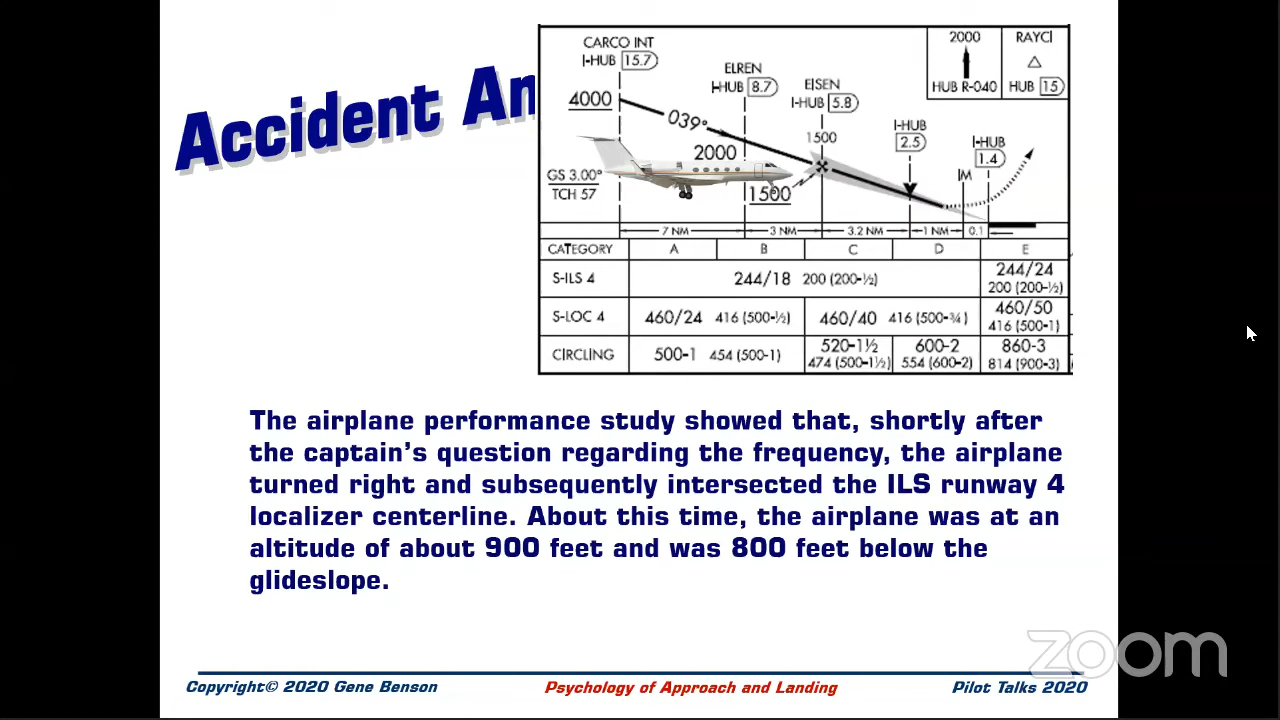 Accident An
CARCO INT
I-HUB 15.7
ELREN
I-HUB 8.7
EISEN
I-HUB 5.8
1500
I-HUB
2.5
I-HUB
1.4
IM
2000
HUB R-040
RAYCI
HUB 15
4000
039°
2000
1500
GS 3.00°
TCH 57
7 NM 3 NM 3.2 NM 1 NM 0.1
CATEGORY A B C D E
S-ILS 4 244/18 200 (200-½) 244/24 200 (200-½)
S-LOC 4 460/24 416 (500-½) 460/40 416 (500-¾) 460/50 416 (500-1)
CIRCLING 500-1 454 (500-1) 520-1½ 474 (500-1½) 600-2 554 (600-2) 860-3 814 (900-3)
The airplane performance study showed that, shortly after
the captain's question regarding the frequency, the airplane
turned right and subsequently intersected the ILS runway 4
localizer centerline. About this time, the airplane was at an
altitude of about 900 feet and was 800 feet below the
glideslope.
zoom
Copyright© 2020 Gene Benson Psychology of Approach and Landing Pilot Talks 2020